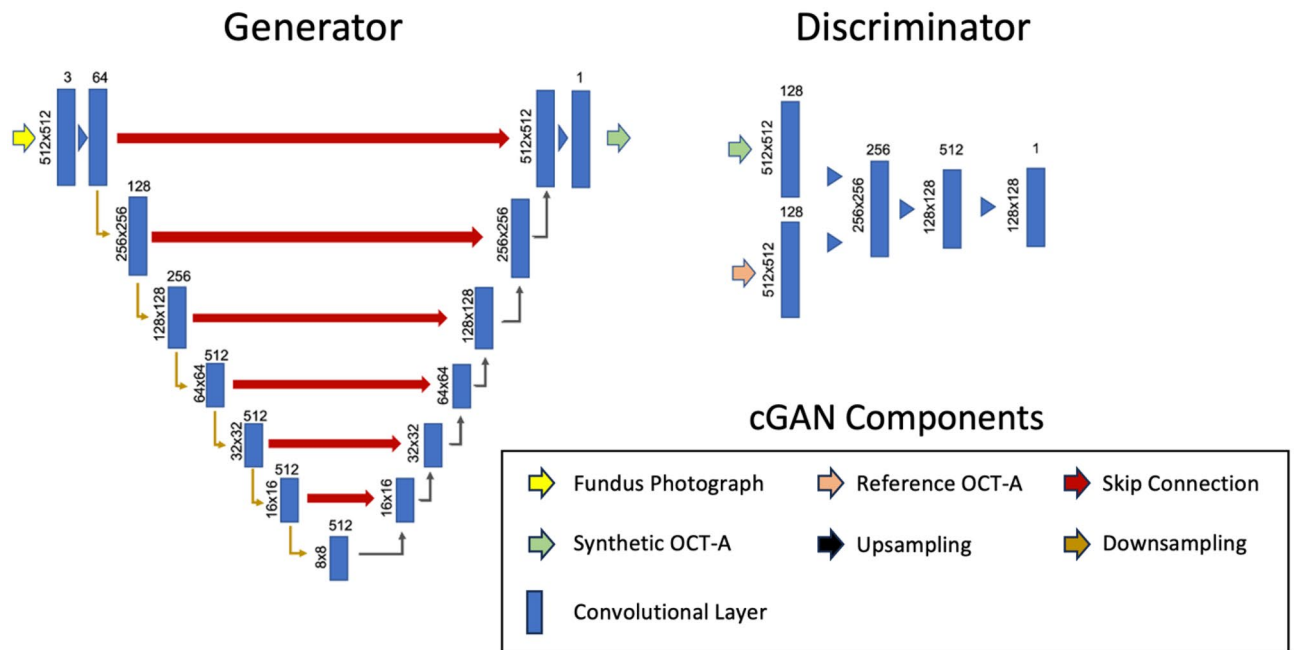 Generator
Discriminator
3
64
1
512x512
512x512
128
256x256
256x256
256
128x128
128x128
512
64x64
64x64
512
32x32
32x32
512
16x16
16x16
512
8x8
128
512x512
128
512x512
256
256x256
512
128x128
1
128x128
cGAN Components
Fundus Photograph
Reference OCT-A
Skip Connection
Synthetic OCT-A
Upsampling
Downsampling
Convolutional Layer